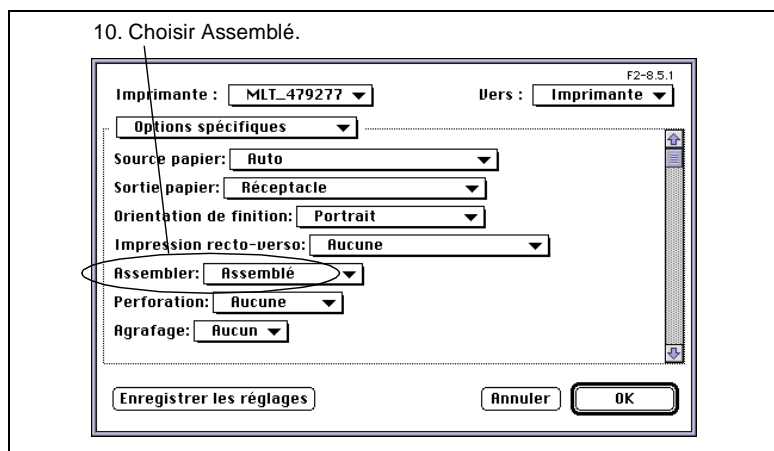 10. Choisir Assemblé.
F2-8.5.1
Imprimante : MLT_479277 Vers : Imprimante
Options spécifiques
Source papier: Auto
Sortie papier: Réceptacle
Orientation de finition: Portrait
Impression recto-verso: Aucune
Assembler: Assemblé
Perforation: Aucune
Agrafage: Aucun
Enregistrer les réglages Annuler OK